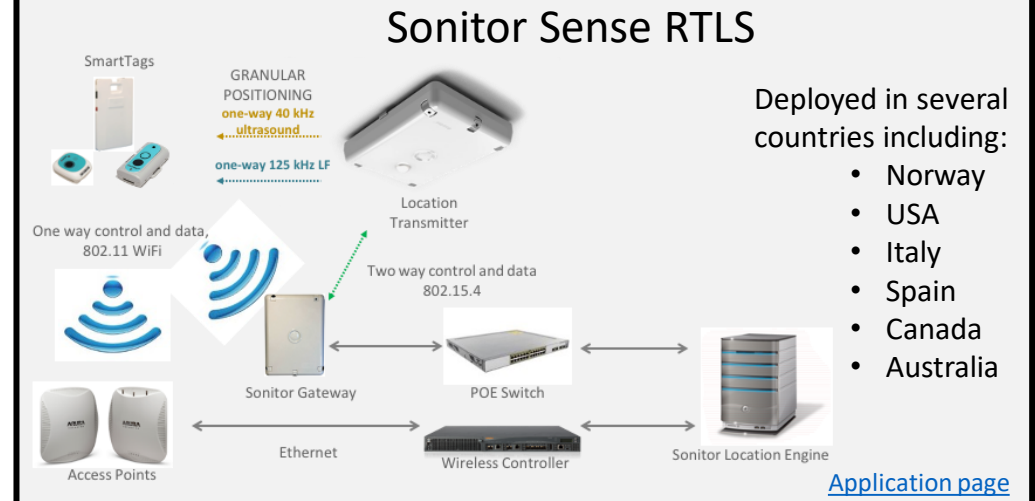 Sonitor Sense RTLS
SmartTags
GRANULAR
POSITIONING
one-way 40 kHz
ultrasound
one-way 125 kHz LF
Location
Transmitter
One way control and data,
802.11 WiFi
Two way control and data
802.15.4
Sonitor Gateway
POE Switch
ARUBA
ARUBA
Access Points
Ethernet
Wireless Controller
Sonitor Location Engine
Deployed in several
countries including:
• Norway
• USA
• Italy
• Spain
• Canada
• Australia
Application page